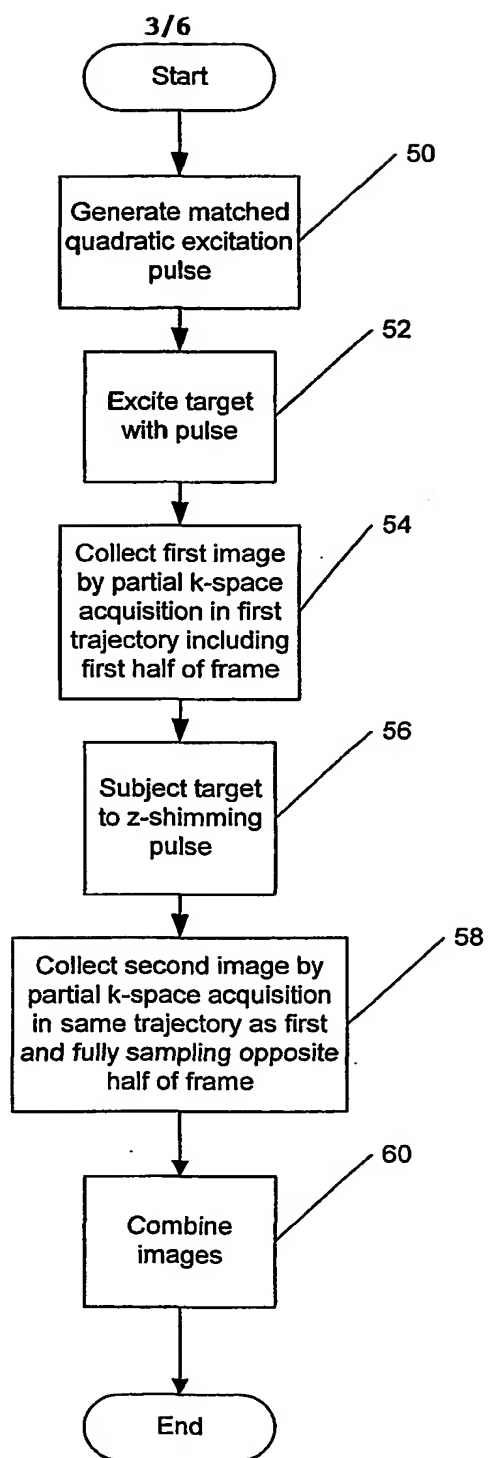 3/6
Start
50
Generate matched
quadratic excitation
pulse
52
Excite target
with pulse
54
Collect first image
by partial k-space
acquisition in first
trajectory including
first half of frame
56
Subject target
to z-shimming
pulse
58
Collect second image by
partial k-space acquisition
in same trajectory as first
and fully sampling opposite
half of frame
60
Combine
images
End